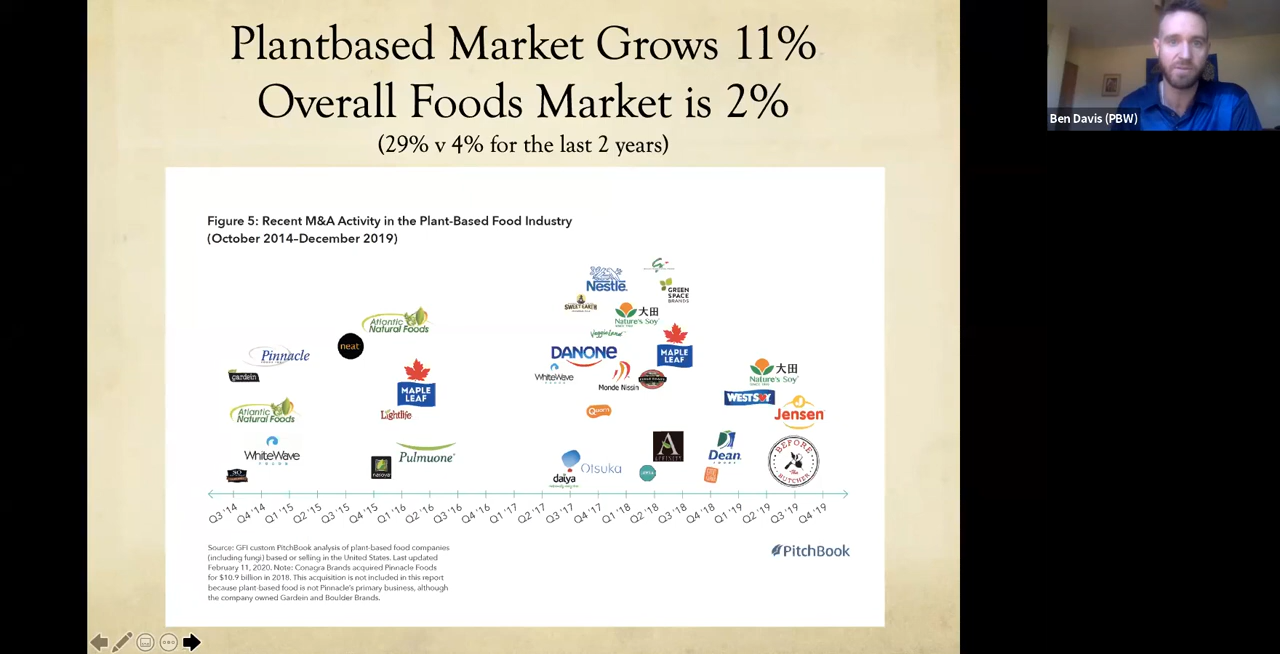 Plantbased Market Grows 11%
Overall Foods Market is 2%
(29% v 4% for the last 2 years)
Ben Davis (PBW)
Figure 5: Recent M&A Activity in the Plant-Based Food Industry
(October 2014–December 2019)
Nestle.
GREEN
SPACE
BRANDS
SWEET EARTH
大田
Nature's Soy
Atlantic
Natural Foods
neat
VeggieLand
Pinnacle
DANONE
MAPLE
LEAF
gardein
MAPLE
LEAF
WhiteWave
FOODS
Monde Nissin
大田
Nature's Soy
Atlantic
Natural Foods
Lightlife
Quorn
WESTSOY
Jensen
WhiteWave
FOODS
Pulmuone
Dean
FOODS
BEFORE
The
BUTCHER
SO
nasoya
daiya
Otsuka
A
Q3 '14
Q4 '14
Q1 '15
Q2 '15
Q3 '15
Q4 '15
Q1 '16
Q2 '16
Q3 '16
Q4 '16
Q1 '17
Q2 '17
Q3 '17
Q4 '17
Q1 '18
Q2 '18
Q3 '18
Q4 '18
Q1 '19
Q2 '19
Q3 '19
Q4 '19
Source: GFI custom PitchBook analysis of plant-based food companies
(including fungi) based or selling in the United States. Last updated
February 11, 2020. Note: Conagra Brands acquired Pinnacle Foods
for $10.9 billion in 2018. This acquisition is not included in this report
because plant-based food is not Pinnacle's primary business, although
the company owned Gardein and Boulder Brands.
PitchBook